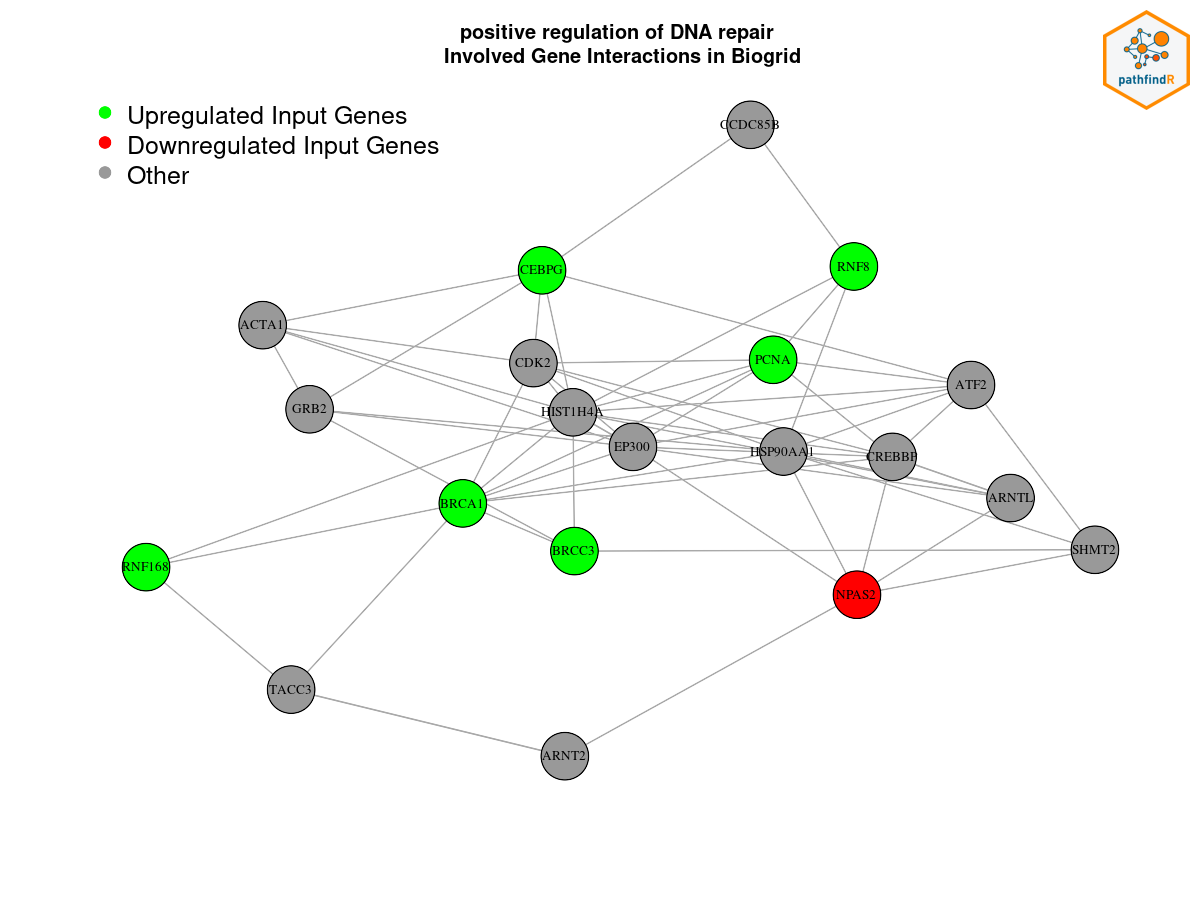 positive regulation of DNA repair
Involved Gene Interactions in Biogrid
pathfindR
Upregulated Input Genes
Downregulated Input Genes
Other
CCDC85B
CEBPG
RNF8
ACTA1
CDK2
PCNA
ATF2
GRB2
HIST1H4A
EP300
HSP90AA1
CREBBP
ARNTL
BRCA1
BRCC3
SHMT2
RNF168
NPAS2
TACC3
ARNT2